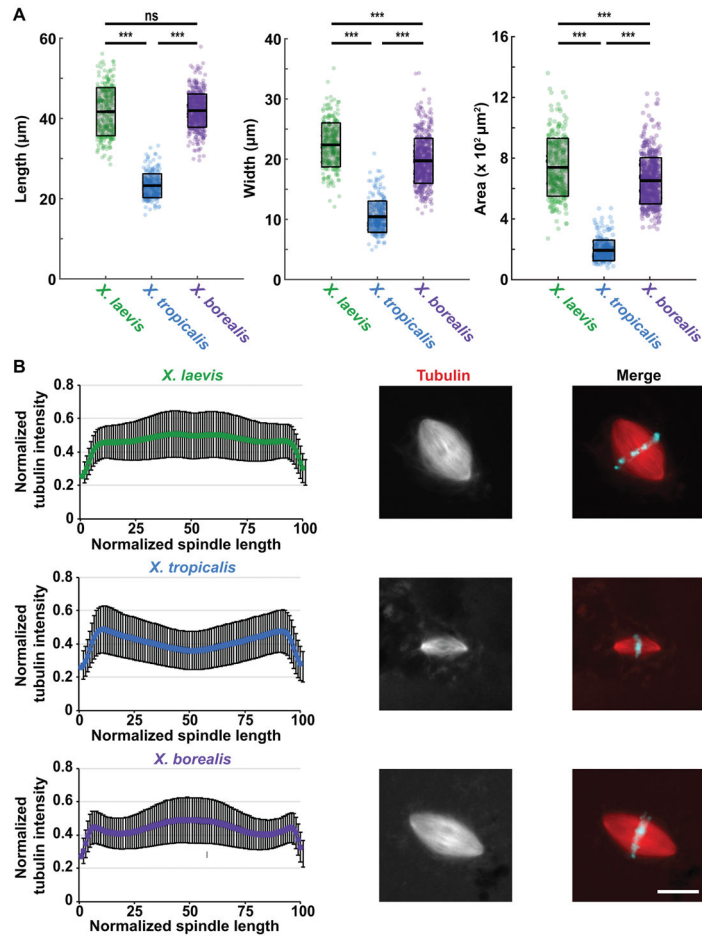 A
ns
*** ***
60
40
20
0
Length (µm)
X. laevis
X. tropicalis
X. borealis
***
*** ***
40
30
20
10
0
Width (µm)
X. laevis
X. tropicalis
X. borealis
***
*** ***
16
12
8
4
0
Area (x 10² µm²)
X. laevis
X. tropicalis
X. borealis
B
X. laevis
Tubulin
Merge
Normalized
tubulin intensity
0.8
0.6
0.4
0.2
0
0 25 50 75 100
Normalized spindle length
X. tropicalis
Normalized
tubulin intensity
0.8
0.6
0.4
0.2
0
0 25 50 75 100
Normalized spindle length
X. borealis
Normalized
tubulin intensity
0.8
0.6
0.4
0.2
0
0 25 50 75 100
Normalized spindle length